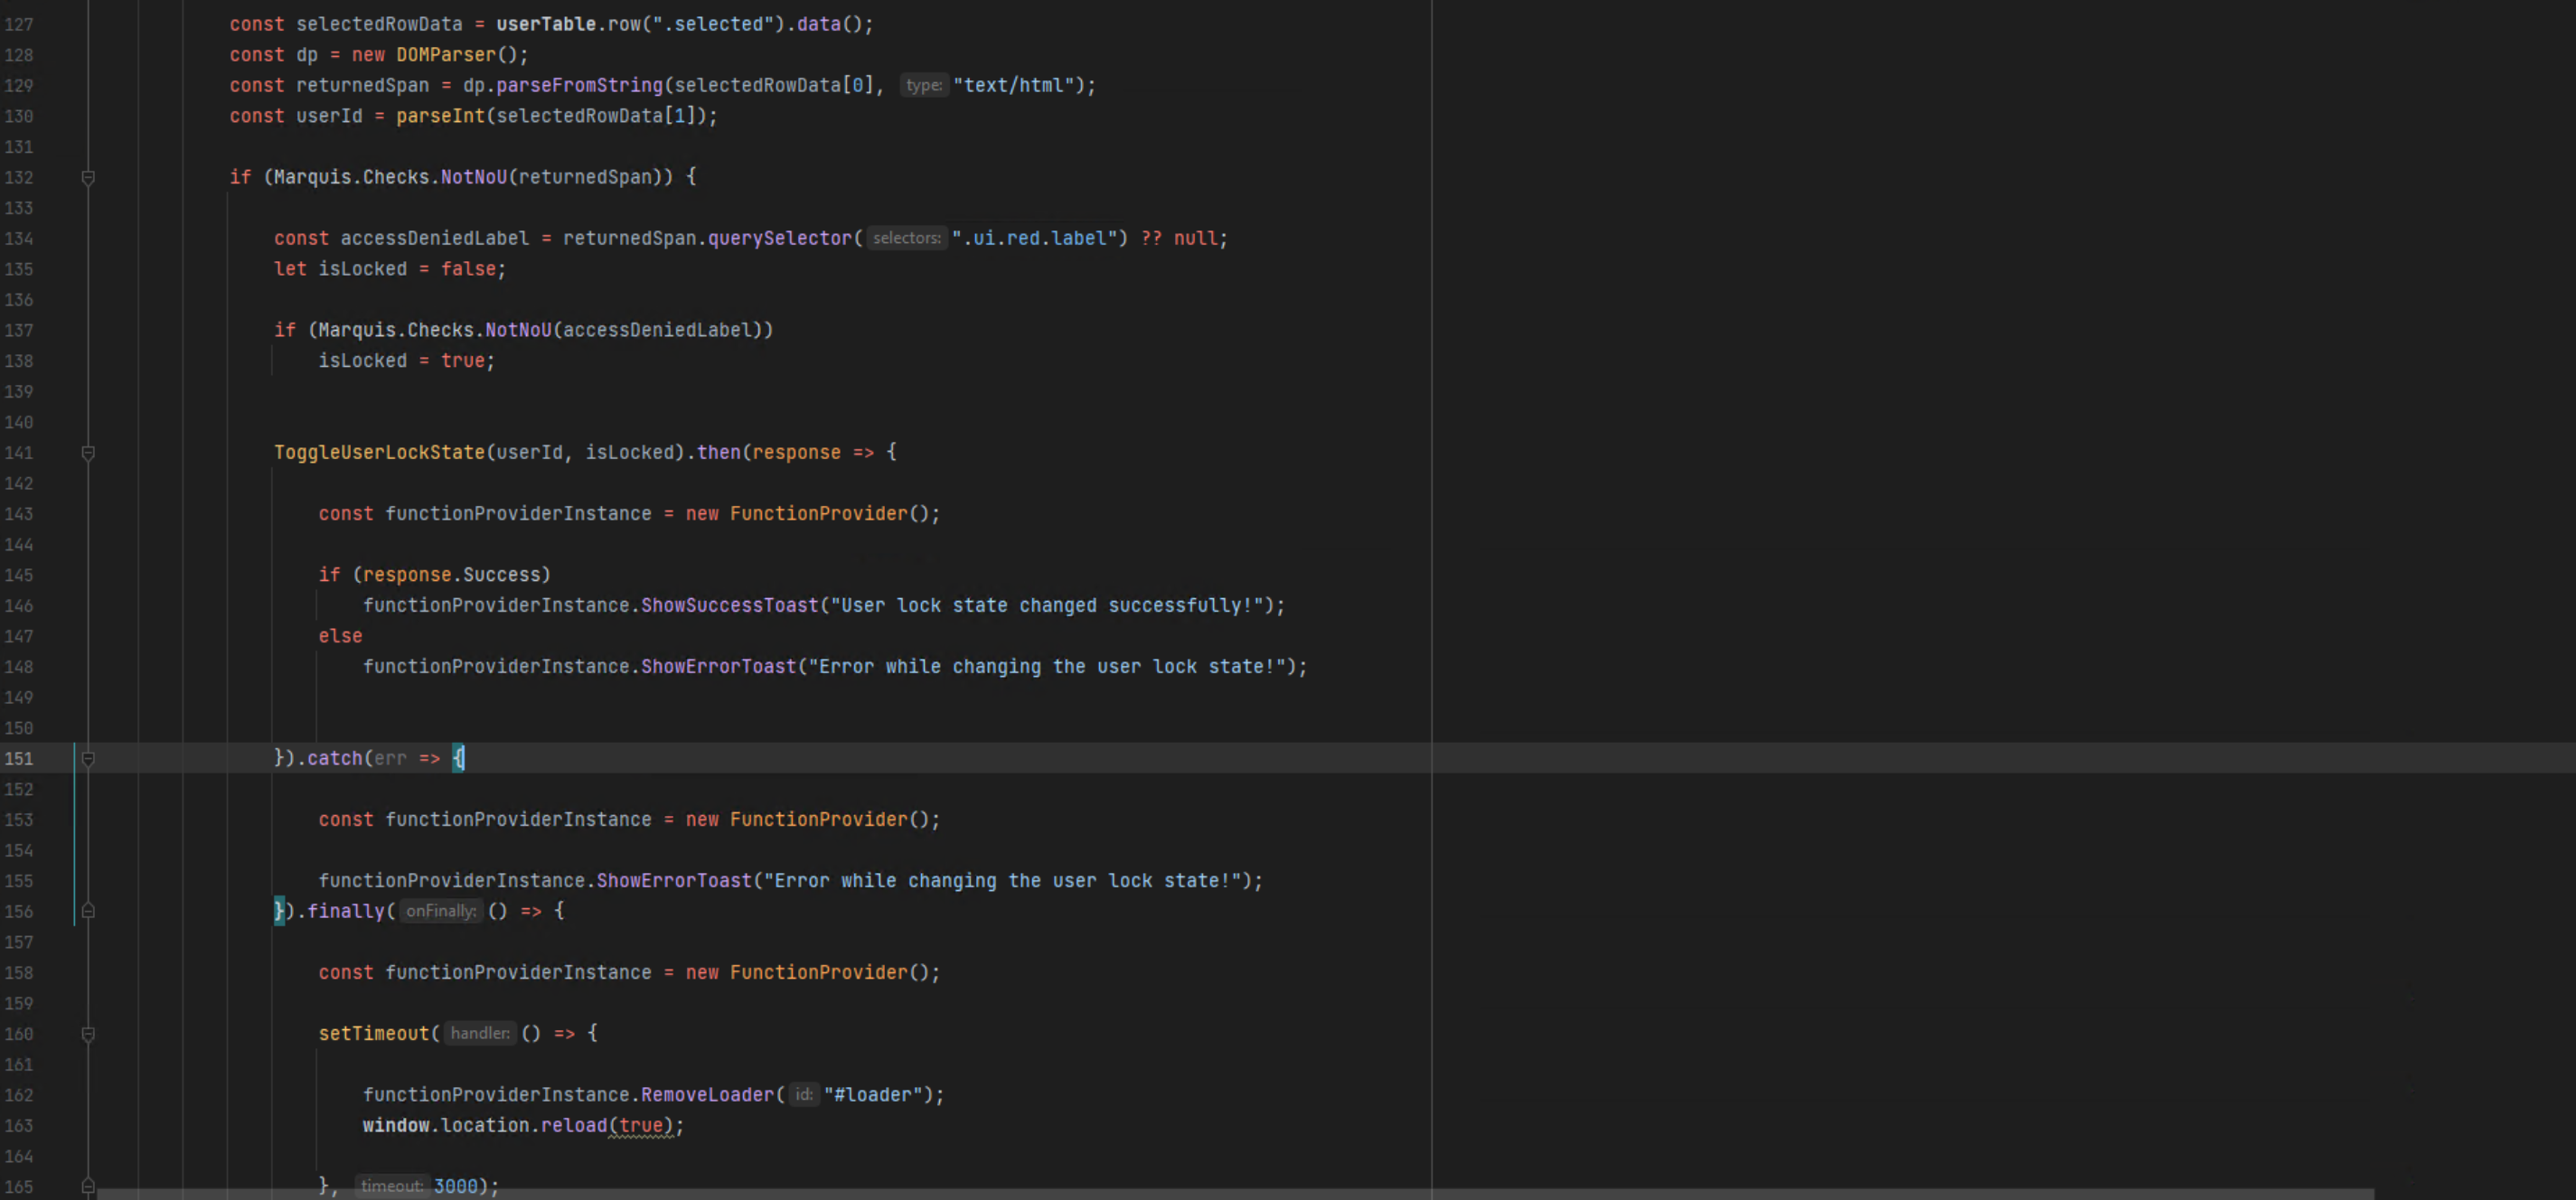 127 const selectedRowData = userTable.row(".selected").data();
128 const dp = new DOMParser();
129 const returnedSpan = dp.parseFromString(selectedRowData[0], type: "text/html");
130 const userId = parseInt(selectedRowData[1]);
131
132 if (Marquis.Checks.NotNoU(returnedSpan)) {
133
134 const accessDeniedLabel = returnedSpan.querySelector( selectors: ".ui.red.label") ?? null;
135 let isLocked = false;
136
137 if (Marquis.Checks.NotNoU(accessDeniedLabel))
138 isLocked = true;
139
140
141 ToggleUserLockState(userId, isLocked).then(response => {
142
143 const functionProviderInstance = new FunctionProvider();
144
145 if (response.Success)
146 functionProviderInstance.ShowSuccessToast("User lock state changed successfully!");
147 else
148 functionProviderInstance.ShowErrorToast("Error while changing the user lock state!");
149
150
151 }).catch(err => {
152
153 const functionProviderInstance = new FunctionProvider();
154
155 functionProviderInstance.ShowErrorToast("Error while changing the user lock state!");
156 }).finally( onFinally: () => {
157
158 const functionProviderInstance = new FunctionProvider();
159
160 setTimeout( handler: () => {
161
162 functionProviderInstance.RemoveLoader( id: "#loader");
163 window.location.reload(true);
164
165 }, timeout: 3000);